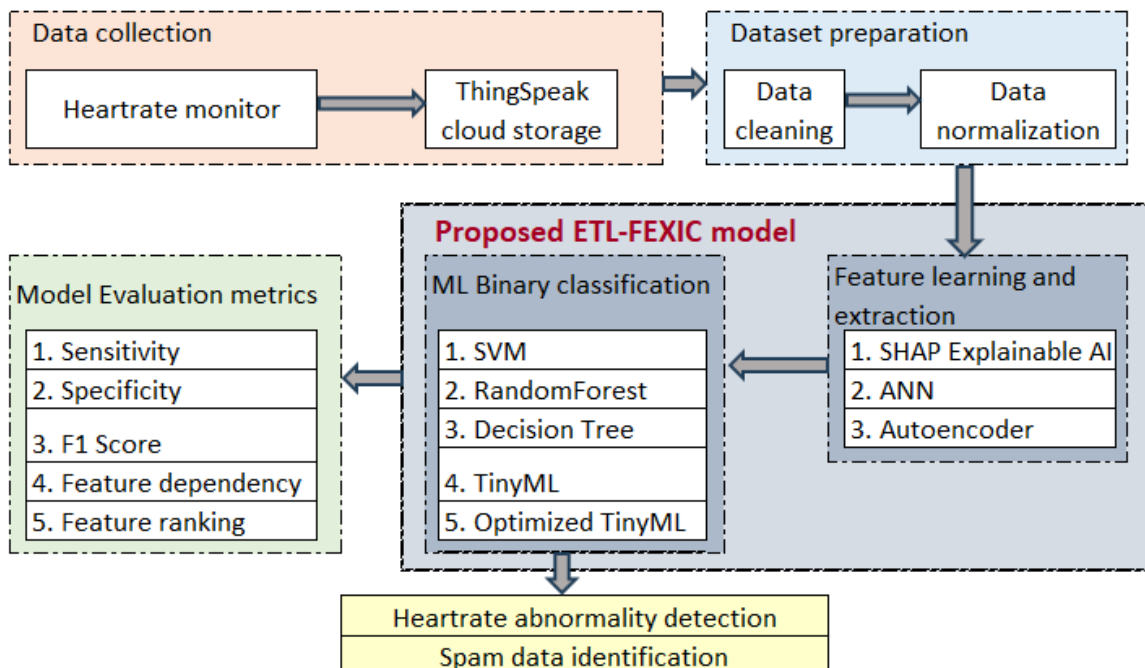 Data collection
Heartrate monitor
ThingSpeak
cloud storage
Dataset preparation
Data
cleaning
Data
normalization
Proposed ETL-FEXIC model
Feature learning and
extraction
1. SHAP Explainable AI
2. ANN
3. Autoencoder
ML Binary classification
1. SVM
2. RandomForest
3. Decision Tree
4. TinyML
5. Optimized TinyML
Model Evaluation metrics
1. Sensitivity
2. Specificity
3. F1 Score
4. Feature dependency
5. Feature ranking
Heartrate abnormality detection
Spam data identification